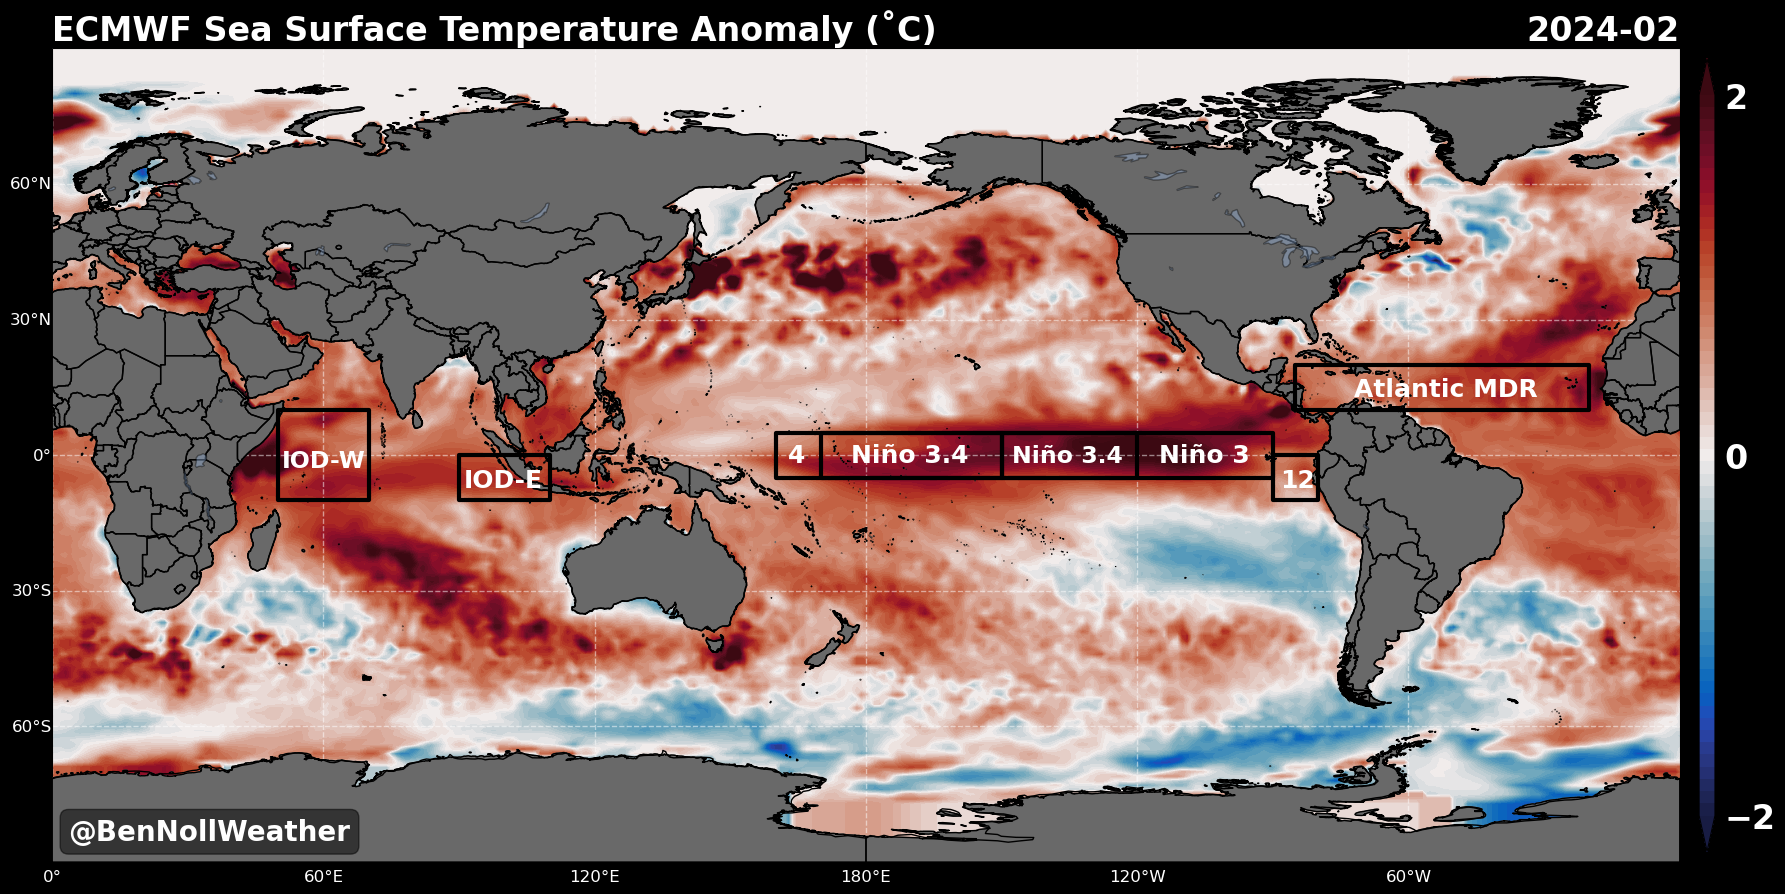 ECMWF Sea Surface Temperature Anomaly (˚C)
2024-02
2
60°N
30°N
Atlantic MDR
0°
IOD-W
IOD-E
4
Niño 3.4
Niño 3.4
Niño 3
12
0
30°S
60°S
−2
@BenNollWeather
0°
60°E
120°E
180°E
120°W
60°W